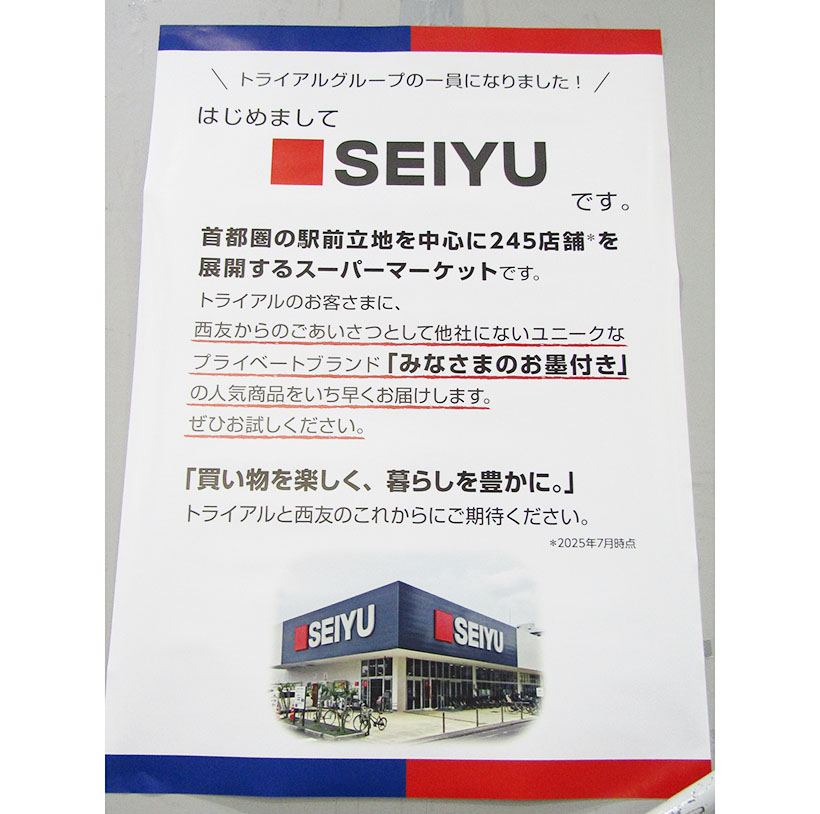 ＼ トライアルグループの一員になりました！ ／
はじめまして
SEIYU
です。
首都圏の駅前立地を中心に245店舗*を
展開するスーパーマーケットです。
トライアルのお客さまに、
西友からのごあいさつとして他社にないユニークな
プライベートブランド「みなさまのお墨付き」
の人気商品をいち早くお届けします。
ぜひお試しください。
「買い物を楽しく、暮らしを豊かに。」
トライアルと西友のこれからにご期待ください。
*2025年7月時点
SEIYU
SEIYU